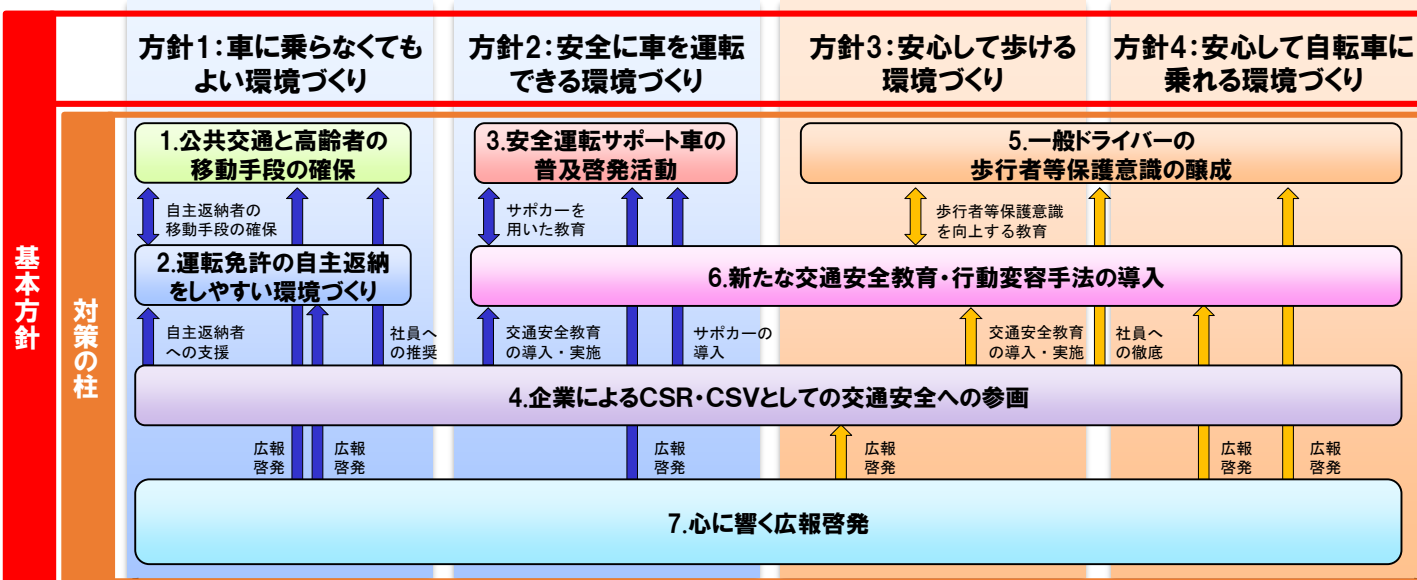 方針1:車に乗らなくても
よい環境づくり
方針2:安全に車を運転
できる環境づくり
方針3:安心して歩ける
環境づくり
方針4:安心して自転車に
乗れる環境づくり
基本方針
対策の柱
1.公共交通と高齢者の
移動手段の確保
3.安全運転サポート車の
普及啓発活動
5.一般ドライバーの
歩行者等保護意識の醸成
自主返納者の
移動手段の確保
サポカーを
用いた教育
歩行者等保護意識
を向上する教育
2.運転免許の自主返納
をしやすい環境づくり
6.新たな交通安全教育・行動変容手法の導入
自主返納者
への支援
社員へ
の推奨
交通安全教育
の導入・実施
サポカーの
導入
交通安全教育
の導入・実施
社員へ
の徹底
4.企業によるCSR・CSVとしての交通安全への参画
広報
啓発
広報
啓発
広報
啓発
広報
啓発
広報
啓発
広報
啓発
7.心に響く広報啓発